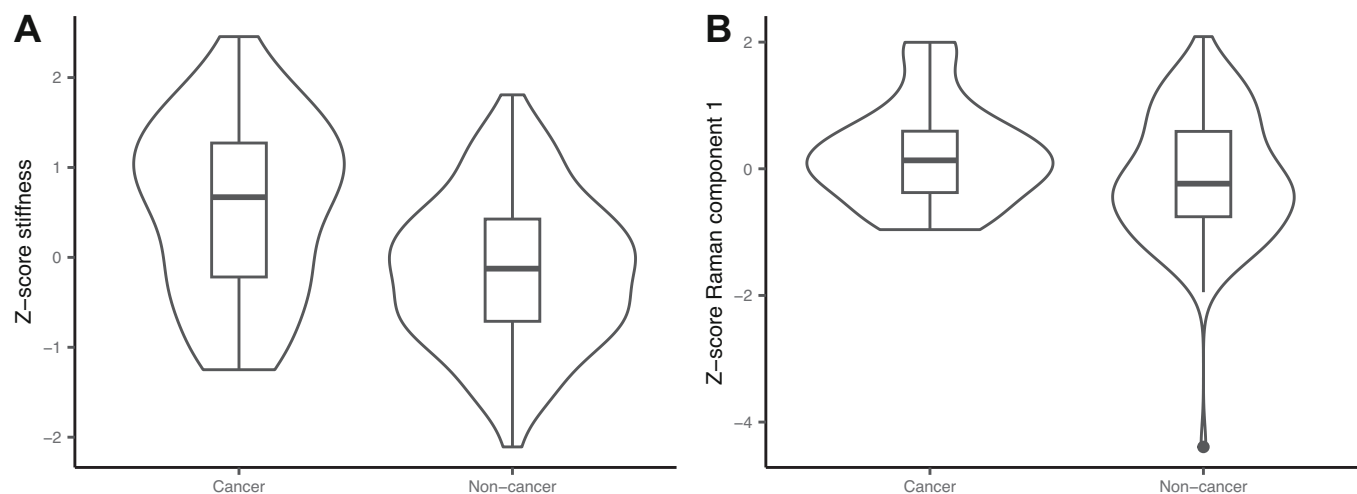 A
Z−score stiffness
2
1
0
−1
−2
Cancer
Non−cancer
B
Z−score Raman component 1
2
0
−2
−4
Cancer
Non−cancer